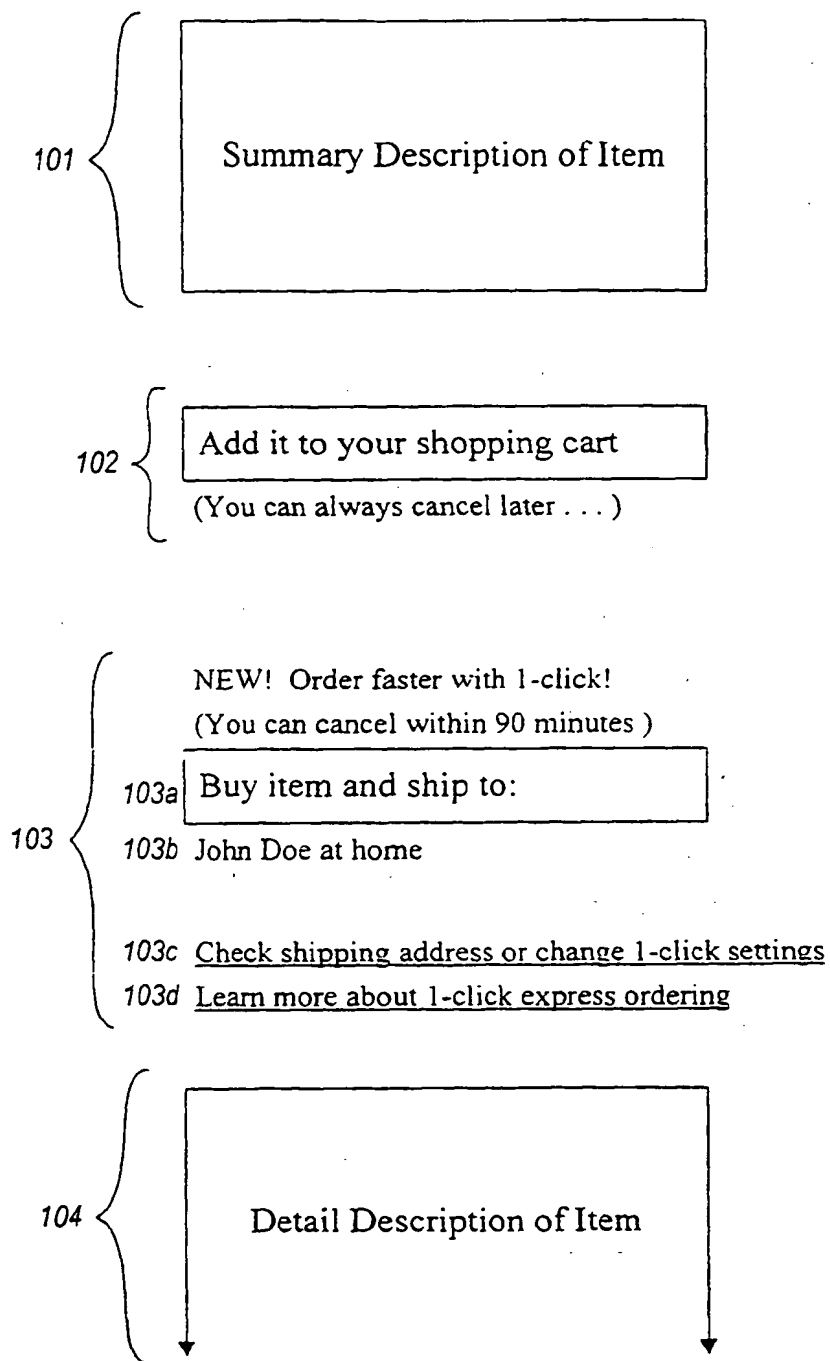 101
Summary Description of Item
102
Add it to your shopping cart
(You can always cancel later . . . )
103
NEW! Order faster with 1-click!
(You can cancel within 90 minutes )
103a Buy item and ship to:
103b John Doe at home
103c Check shipping address or change 1-click settings
103d Learn more about 1-click express ordering
104
Detail Description of Item